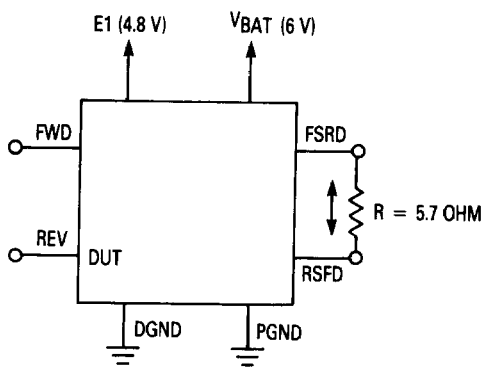 E1 (4.8 V)
VBAT (6 V)
FWD
FSRD
R = 5.7 OHM
REV
DUT
RSFD
DGND
PGND